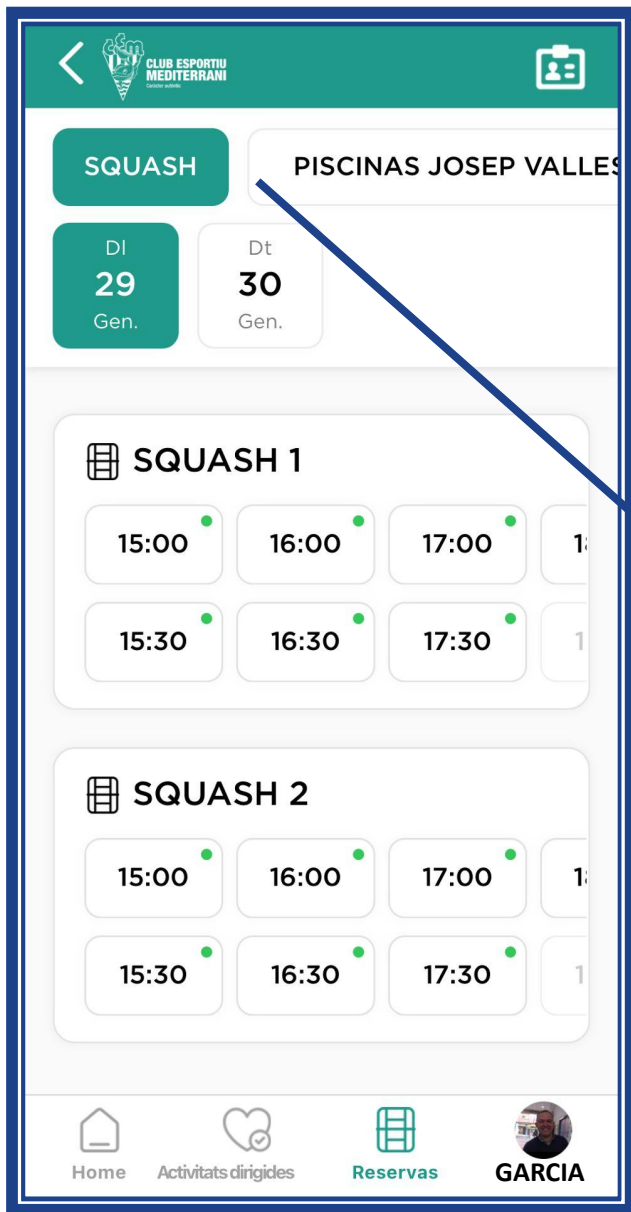 CLUB ESPORTIU
MEDITERRANI
Caràcter autèntic
SQUASH
PISCINAS JOSEP VALLES
Dl
29
Gen.
Dt
30
Gen.
SQUASH 1
15:00 16:00 17:00
15:30 16:30 17:30
SQUASH 2
15:00 16:00 17:00
15:30 16:30 17:30
Home Activitats dirigides Reservas GARCIA